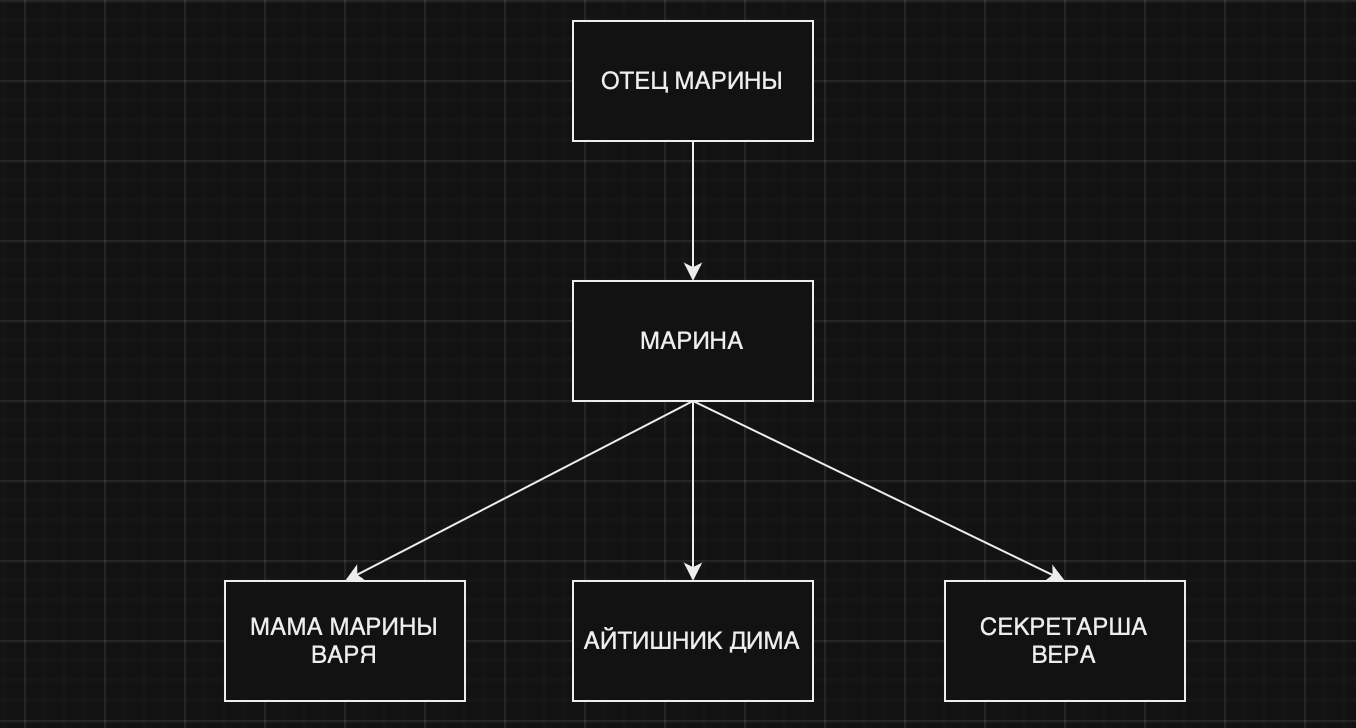 ОТЕЦ МАРИНЫ
МАРИНА
МАМА МАРИНЫ
ВАРЯ
АЙТИШНИК ДИМА
СЕКРЕТАРША
ВЕРА